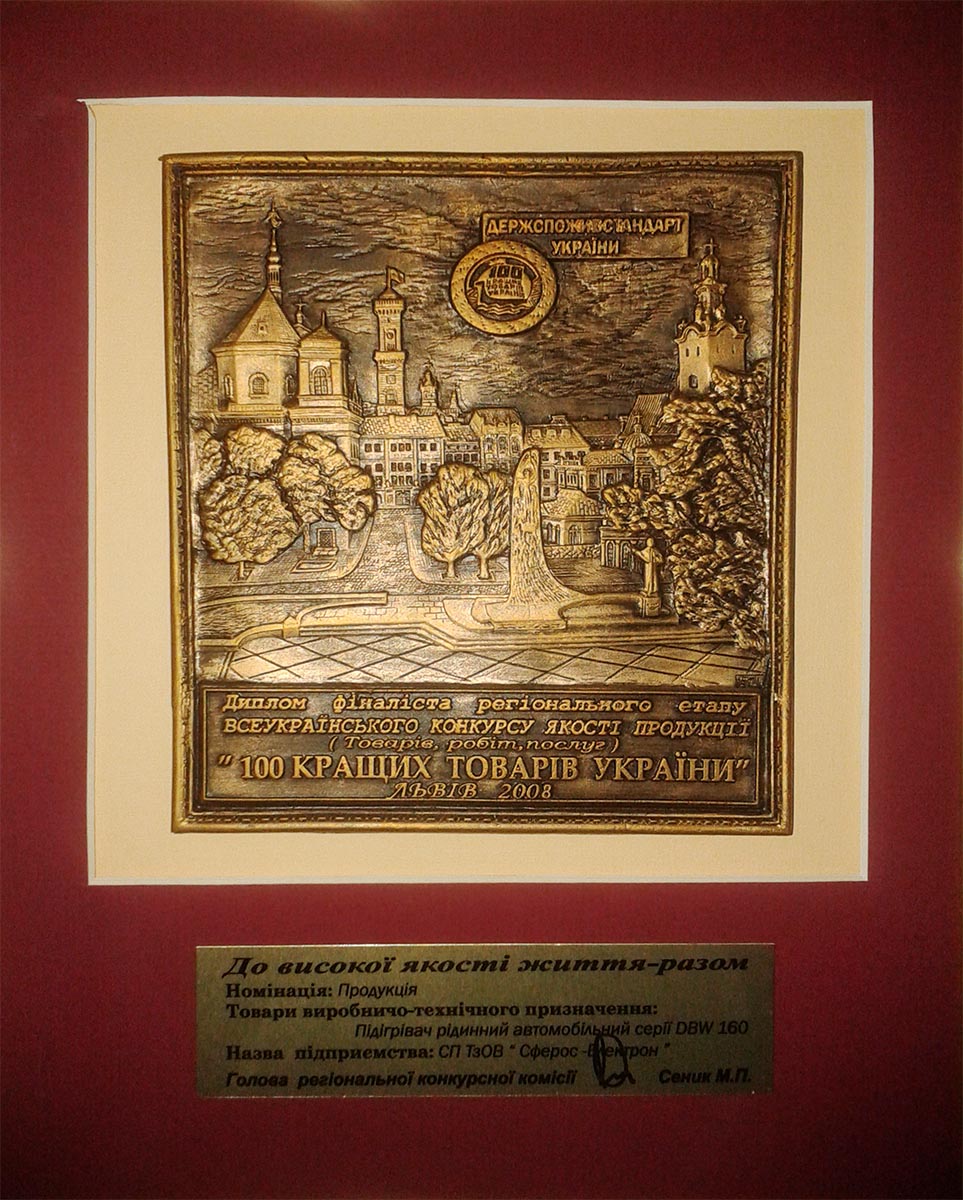 ДЕРЖСПОЖИВСТАНДАРТ
УКРАЇНИ
100
Диплом фіналіста регіонального етапу
ВСЕУКРАЇНСЬКОГО КОНКУРСУ ЯКОСТІ ПРОДУКЦІЇ
( Товарів, робіт, послуг )
" 100 КРАЩИХ ТОВАРІВ УКРАЇНИ"
ЛЬВІВ 2008
До високої якості життя-разом
Номінація: Продукція
Товари виробничо-технічного призначення:
Підігрівач рідинний автомобільний серії DBW 160
Назва підприємства: СП ТзОВ " Сферос -Електрон "
Голова регіональної конкурсної комісії Сеник М.П.